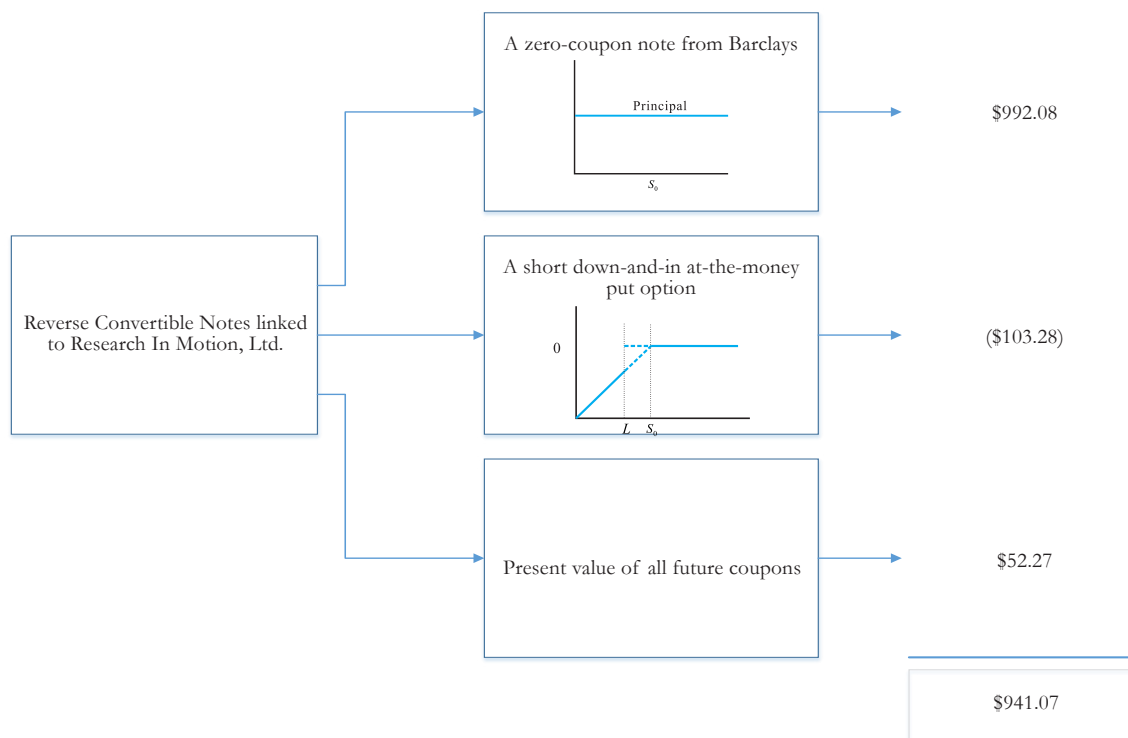 A zero-coupon note from Barclays
Principal
S₀
$992.08
Reverse Convertible Notes linked
to Research In Motion, Ltd.
A short down-and-in at-the-money
put option
0
L S₀
($103.28)
Present value of all future coupons
$52.27
$941.07